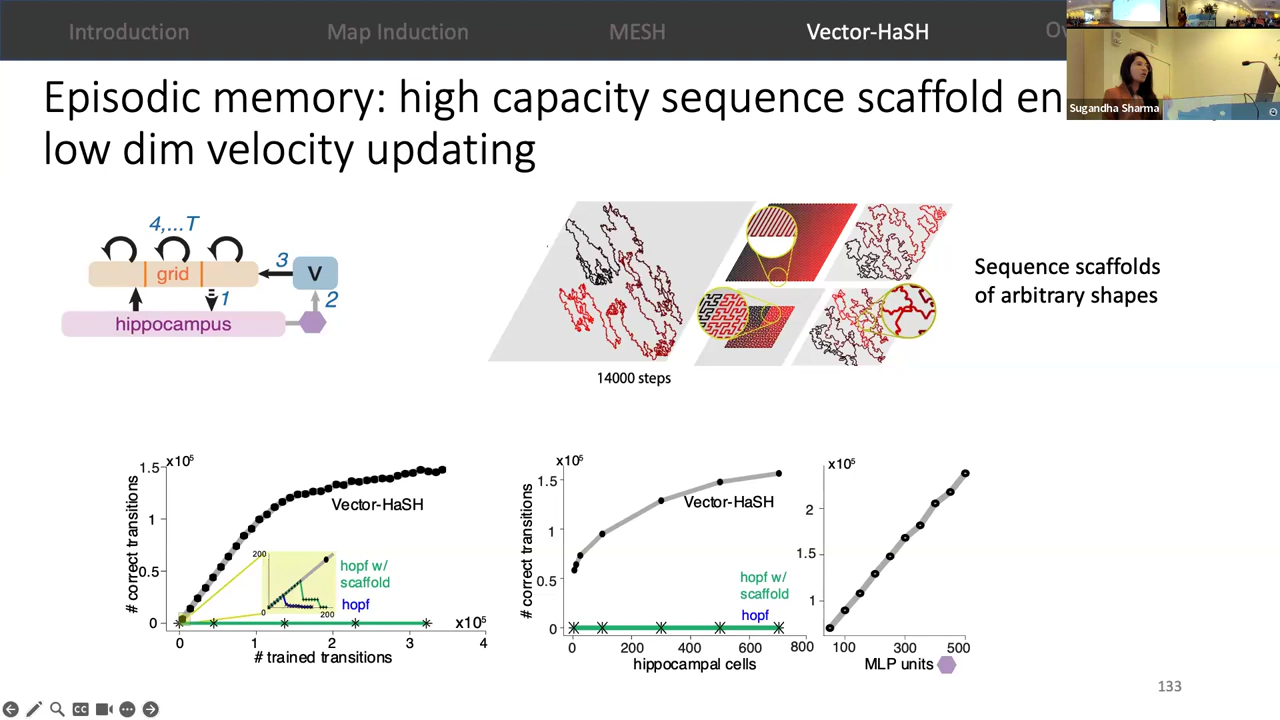 Introduction
Map Induction
MESH
Vector-HaSH
Ov
Sugandha Sharma
Episodic memory: high capacity sequence scaffold en
low dim velocity updating
4,...T
grid
3
V
1
2
hippocampus
14000 steps
Sequence scaffolds
of arbitrary shapes
x10⁵
1.5
1
0.5
0
# correct transitions
Vector-HaSH
200
0
200
hopf w/
scaffold
hopf
x10⁵
0 1 2 3 4
# trained transitions
x10⁵
1.5
1
0.5
0
# correct transitions
Vector-HaSH
hopf w/
scaffold
hopf
0 200 400 600 800
hippocampal cells
x10⁵
2
1.5
1
100 300 500
MLP units
133
CC